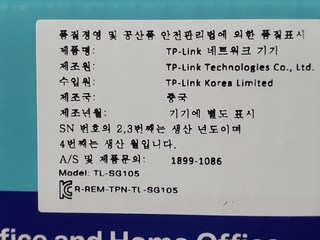 품질경영 및 공산품 안전관리법에 의한 품질표시
제품명: TP-Link 네트워크 기기
제조원: TP-Link Technologies Co., Ltd.
수입원: TP-Link Korea Limited
제조국: 중국
제조년월: 기기에 별도 표시
SN 번호의 2,3번째는 생산 년도이며
4번째는 생산 월입니다.
A/S 및 제품문의: 1899-1086
Model: TL-SG105
R-REM-TPN-TL-SG105
ffice and Home Office